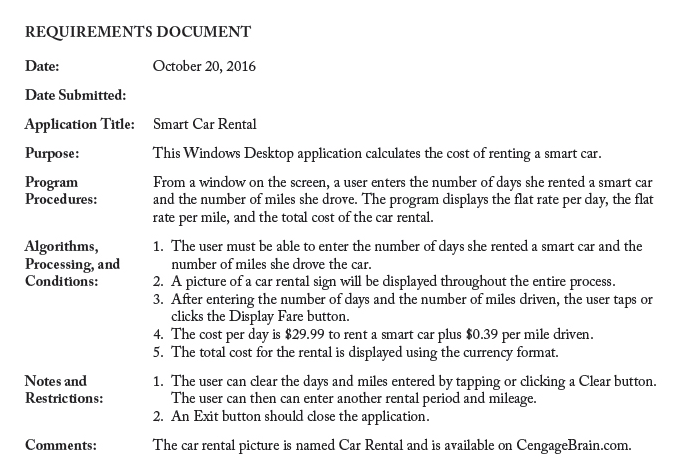 REQUIREMENTS DOCUMENT
Date: October 20, 2016
Date Submitted:
Application Title: Smart Car Rental
Purpose: This Windows Desktop application calculates the cost of renting a smart car.
Program Procedures: From a window on the screen, a user enters the number of days she rented a smart car
and the number of miles she drove. The program displays the flat rate per day, the flat
rate per mile, and the total cost of the car rental.
Algorithms, Processing, and Conditions: 1. The user must be able to enter the number of days she rented a smart car and the
number of miles she drove the car.
2. A picture of a car rental sign will be displayed throughout the entire process.
3. After entering the number of days and the number of miles driven, the user taps or
clicks the Display Fare button.
4. The cost per day is $29.99 to rent a smart car plus $0.39 per mile driven.
5. The total cost for the rental is displayed using the currency format.
Notes and Restrictions: 1. The user can clear the days and miles entered by tapping or clicking a Clear button.
The user can then can enter another rental period and mileage.
2. An Exit button should close the application.
Comments: The car rental picture is named Car Rental and is available on CengageBrain.com.